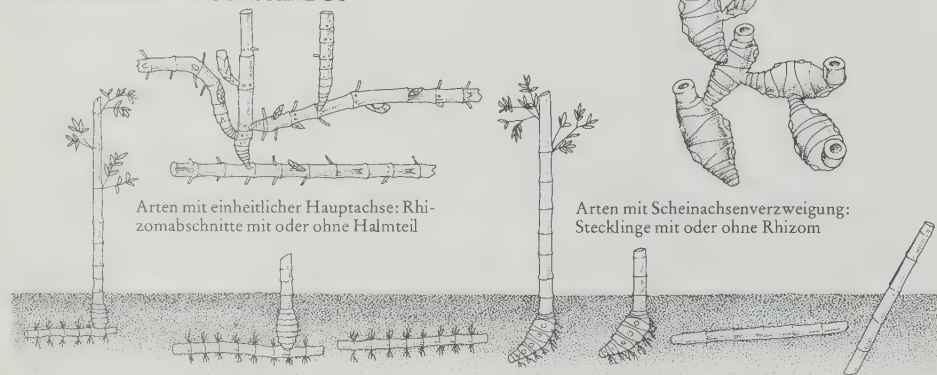 Arten mit einheitlicher Hauptachse: Rhi-
zomabschnitte mit oder ohne Halmteil
Arten mit Scheinachsenverzweigung:
Stecklinge mit oder ohne Rhizom